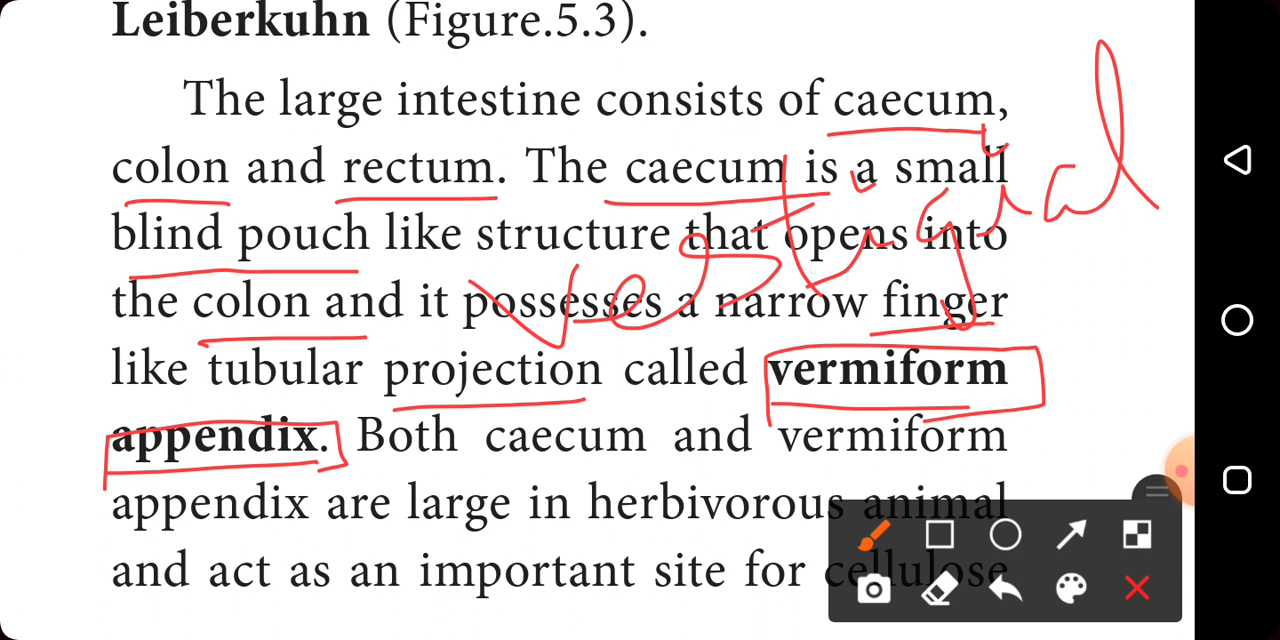 Leiberkuhn (Figure.5.3).
The large intestine consists of caecum,
colon and rectum. The caecum is a small
blind pouch like structure that opens into
the colon and it possesses a narrow finger
like tubular projection called vermiform
appendix. Both caecum and vermiform
appendix are large in herbivorous animal
and act as an important site for cellulose
vestigial